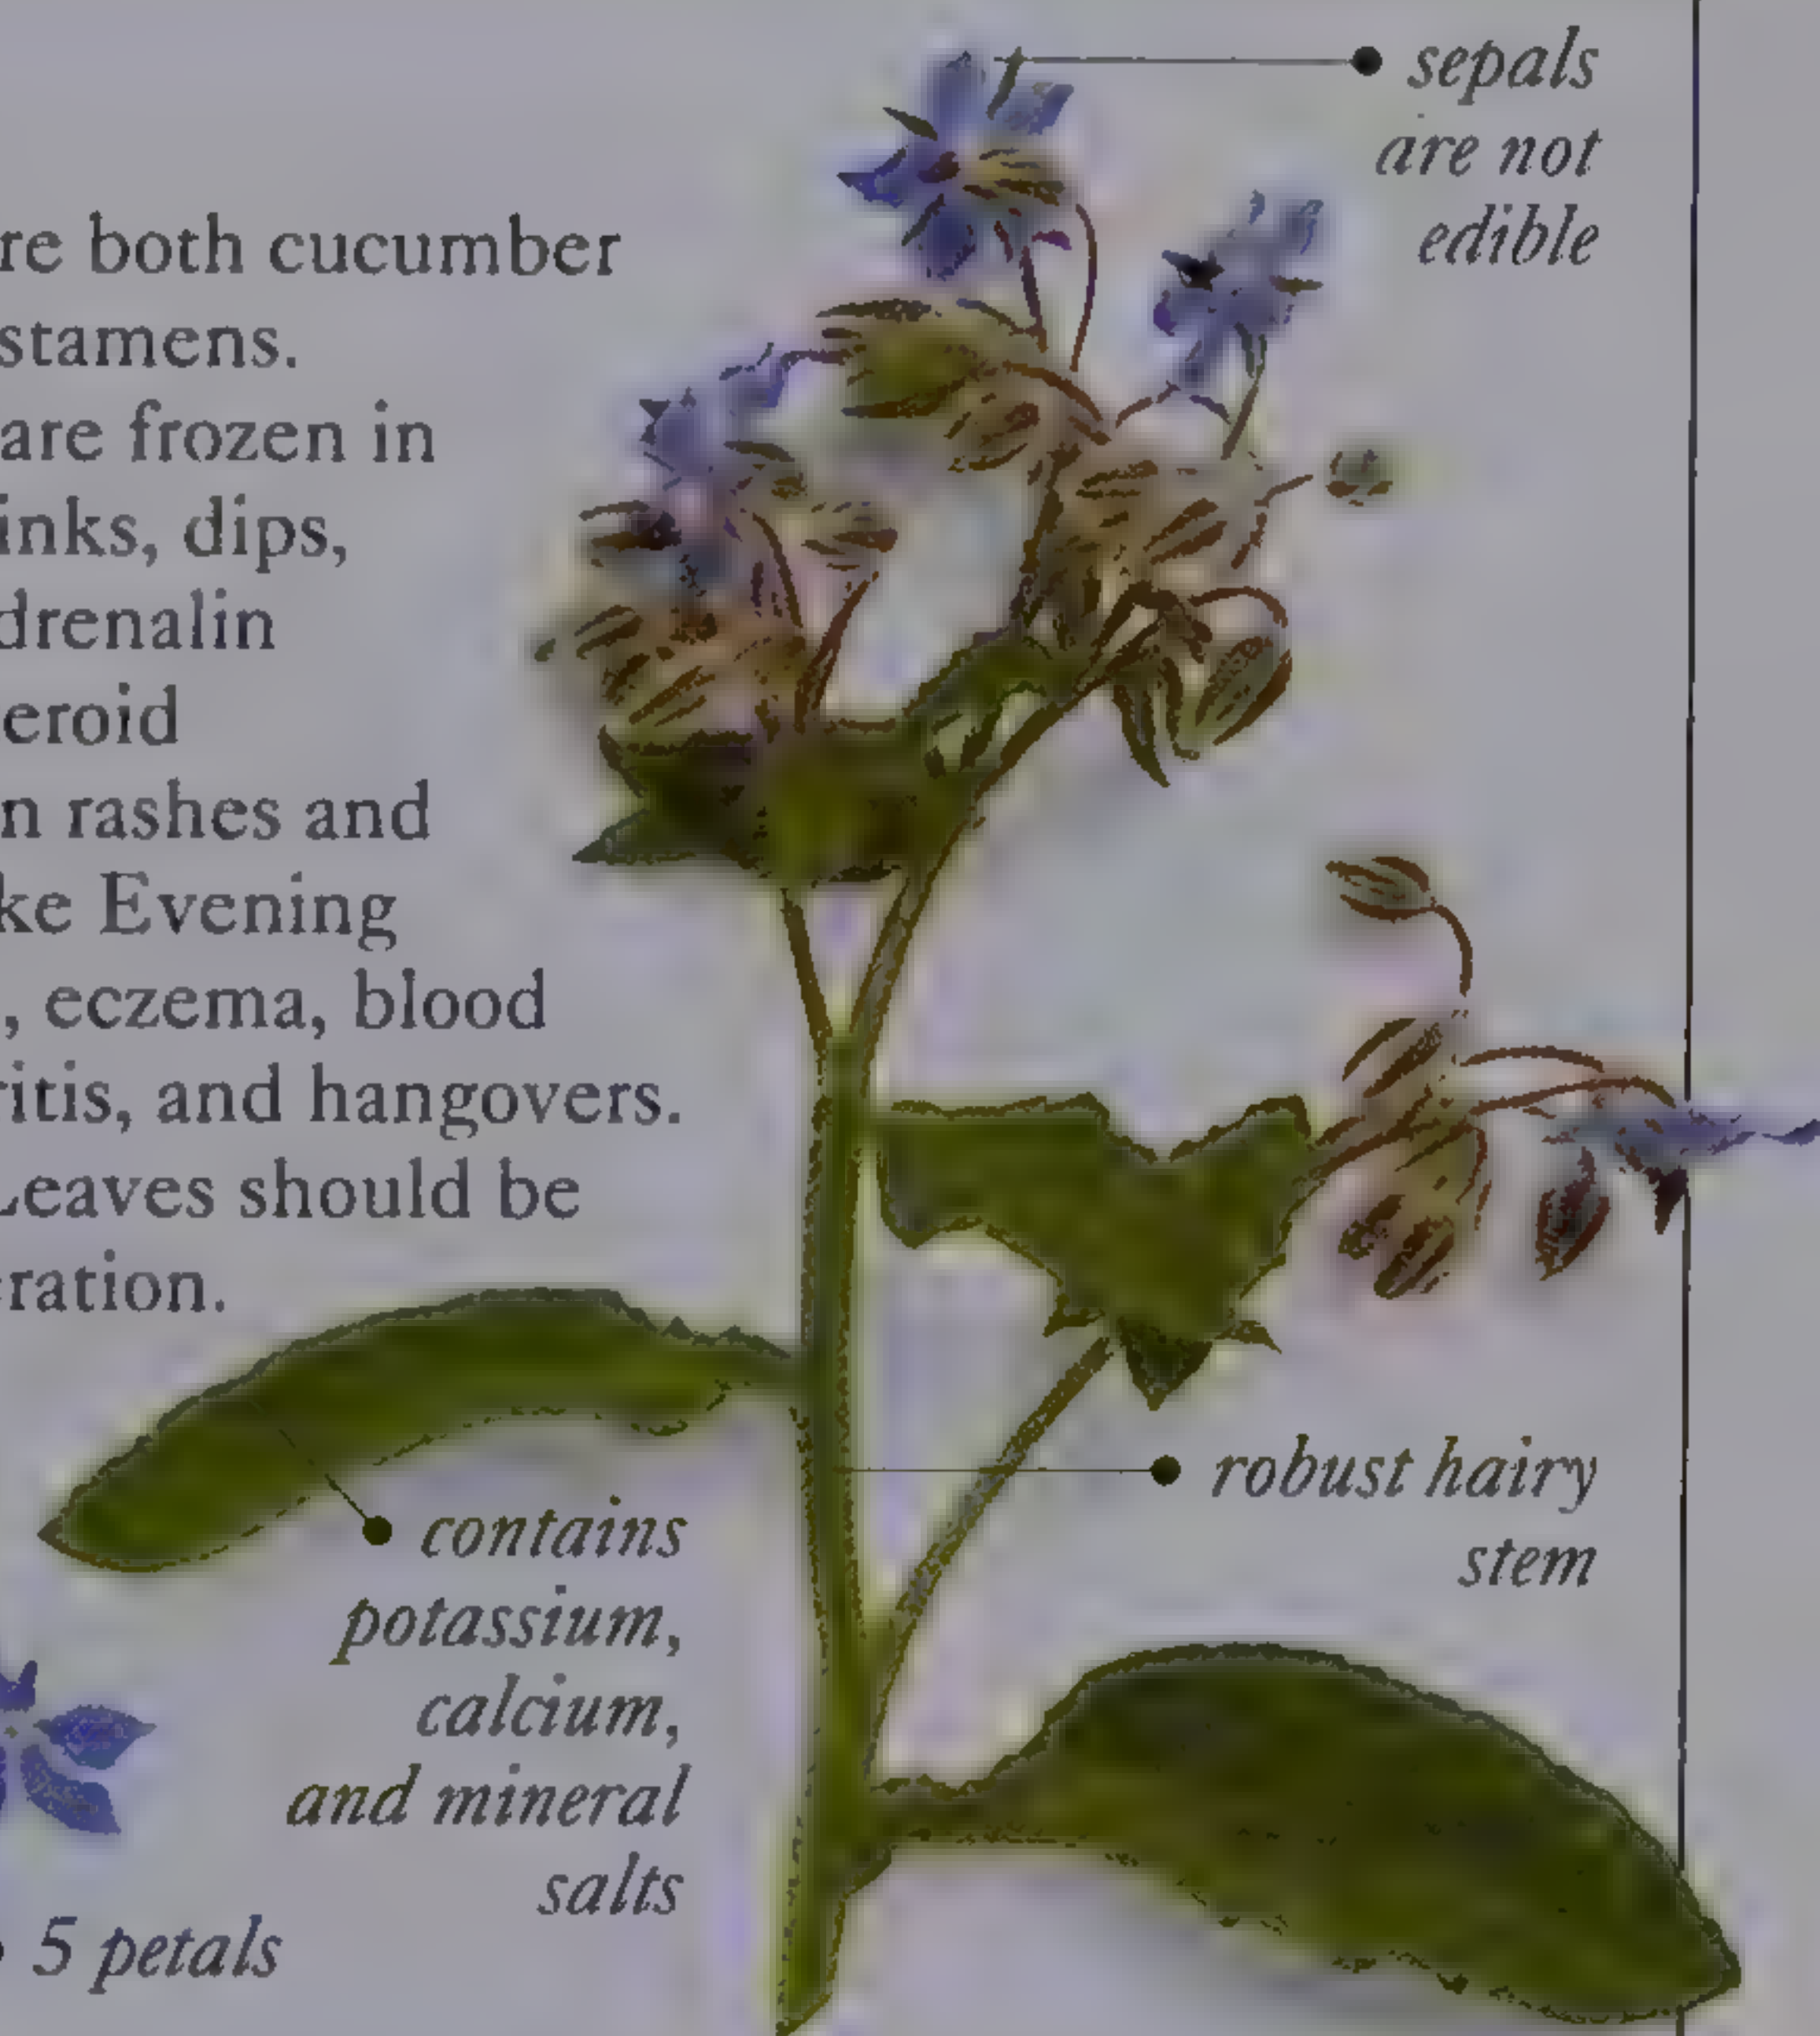 re both cucumber
stamens.
are frozen in
inks, dips,
drenalin
eroid
n rashes and
ke Evening
, eczema, blood
ritis, and hangovers.
Leaves should be
eration.
sepals
are not
edible
robust hairy
stem
contains
potassium,
calcium,
and mineral
salts
5 petals